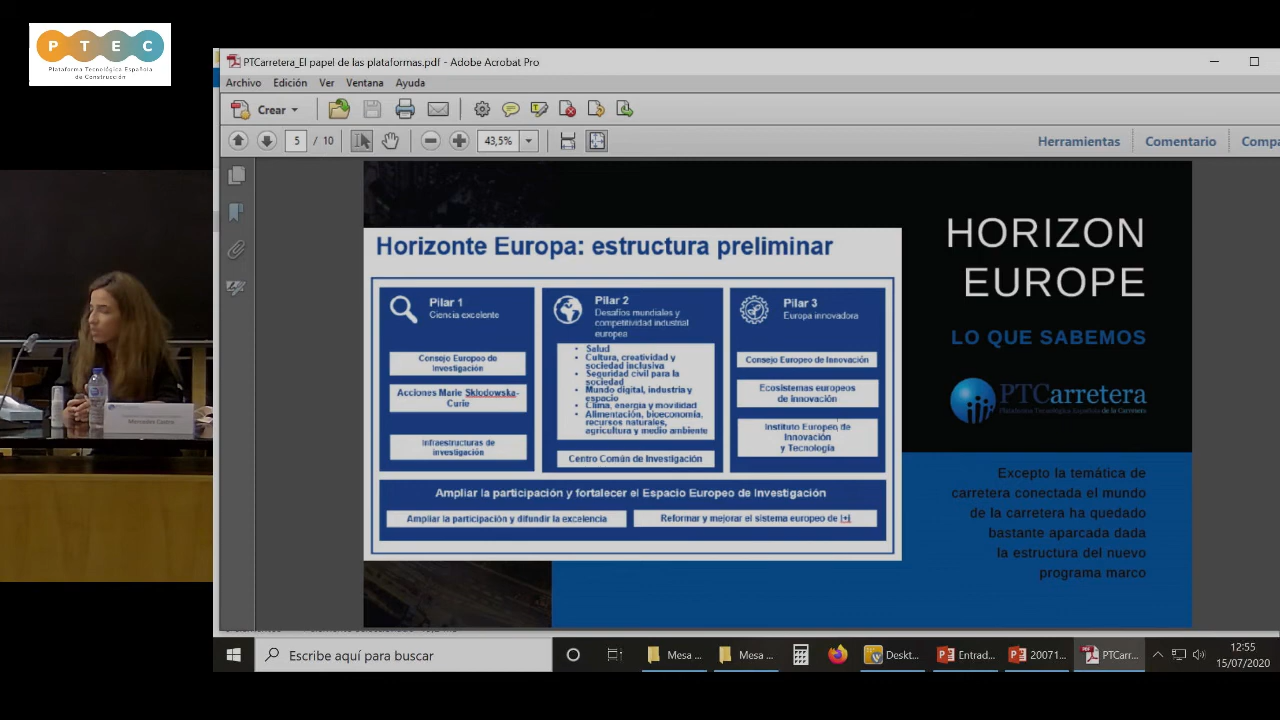 P T E C
Plataforma Tecnológica Española
de Construcción
PTCarretera_El papel de las plataformas.pdf - Adobe Acrobat Pro
Archivo Edición Ver Ventana Ayuda
Crear
5 / 10 43,5%
Herramientas Comentario Compa
HORIZON
EUROPE
LO QUE SABEMOS
PTCarretera
Plataforma Tecnológica Española de la Carretera
Excepto la temática de
carretera conectada el mundo
de la carretera ha quedado
bastante aparcada dada
la estructura del nuevo
programa marco
Horizonte Europa: estructura preliminar
Pilar 1
Ciencia excelente
Consejo Europeo de
Investigación
Acciones Marie Sklodowska-
Curie
Infraestructuras de
investigación
Pilar 2
Desafíos mundiales y
competitividad industrial
europea
• Salud
• Cultura, creatividad y
sociedad inclusiva
• Seguridad civil para la
sociedad
• Mundo digital, industria y
espacio
• Clima, energía y movilidad
• Alimentación, bioeconomía,
recursos naturales,
agricultura y medio ambiente
Centro Común de Investigación
Pilar 3
Europa innovadora
Consejo Europeo de Innovación
Ecosistemas europeos
de innovación
Instituto Europeo de
Innovación
y Tecnología
Ampliar la participación y fortalecer el Espacio Europeo de Investigación
Ampliar la participación y difundir la excelencia
Reformar y mejorar el sistema europeo de I+I
Mercedes Castro
Escribe aquí para buscar
Mesa ... Mesa ... Deskt... Entrad... 20071... PTCarr...
12:55
15/07/2020